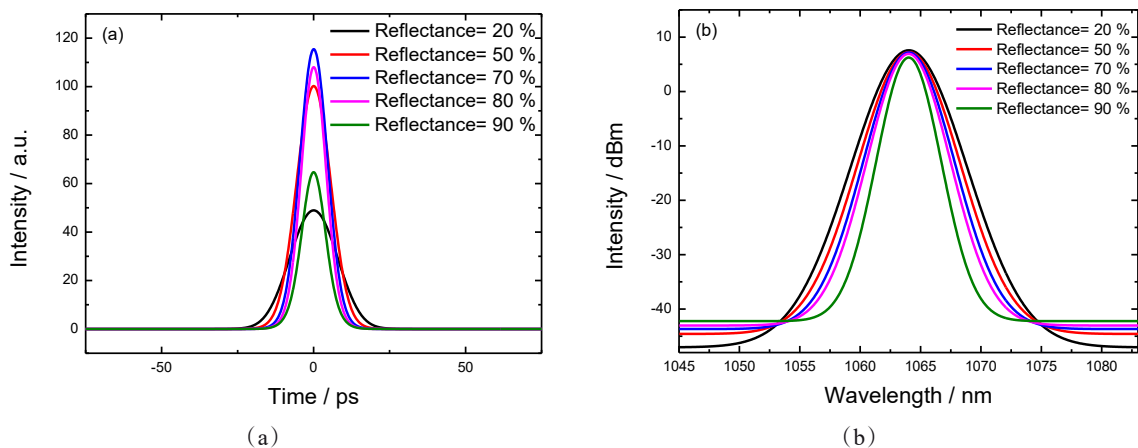 (a)
Reflectance= 20 %
Reflectance= 50 %
Reflectance= 70 %
Reflectance= 80 %
Reflectance= 90 %
120
100
80
60
40
20
0
Intensity / a.u.
-50
0
50
Time / ps
(a)
(b)
Reflectance= 20 %
Reflectance= 50 %
Reflectance= 70 %
Reflectance= 80 %
Reflectance= 90 %
10
0
-10
-20
-30
-40
Intensity / dBm
1045 1050 1055 1060 1065 1070 1075 1080
Wavelength / nm
(b)